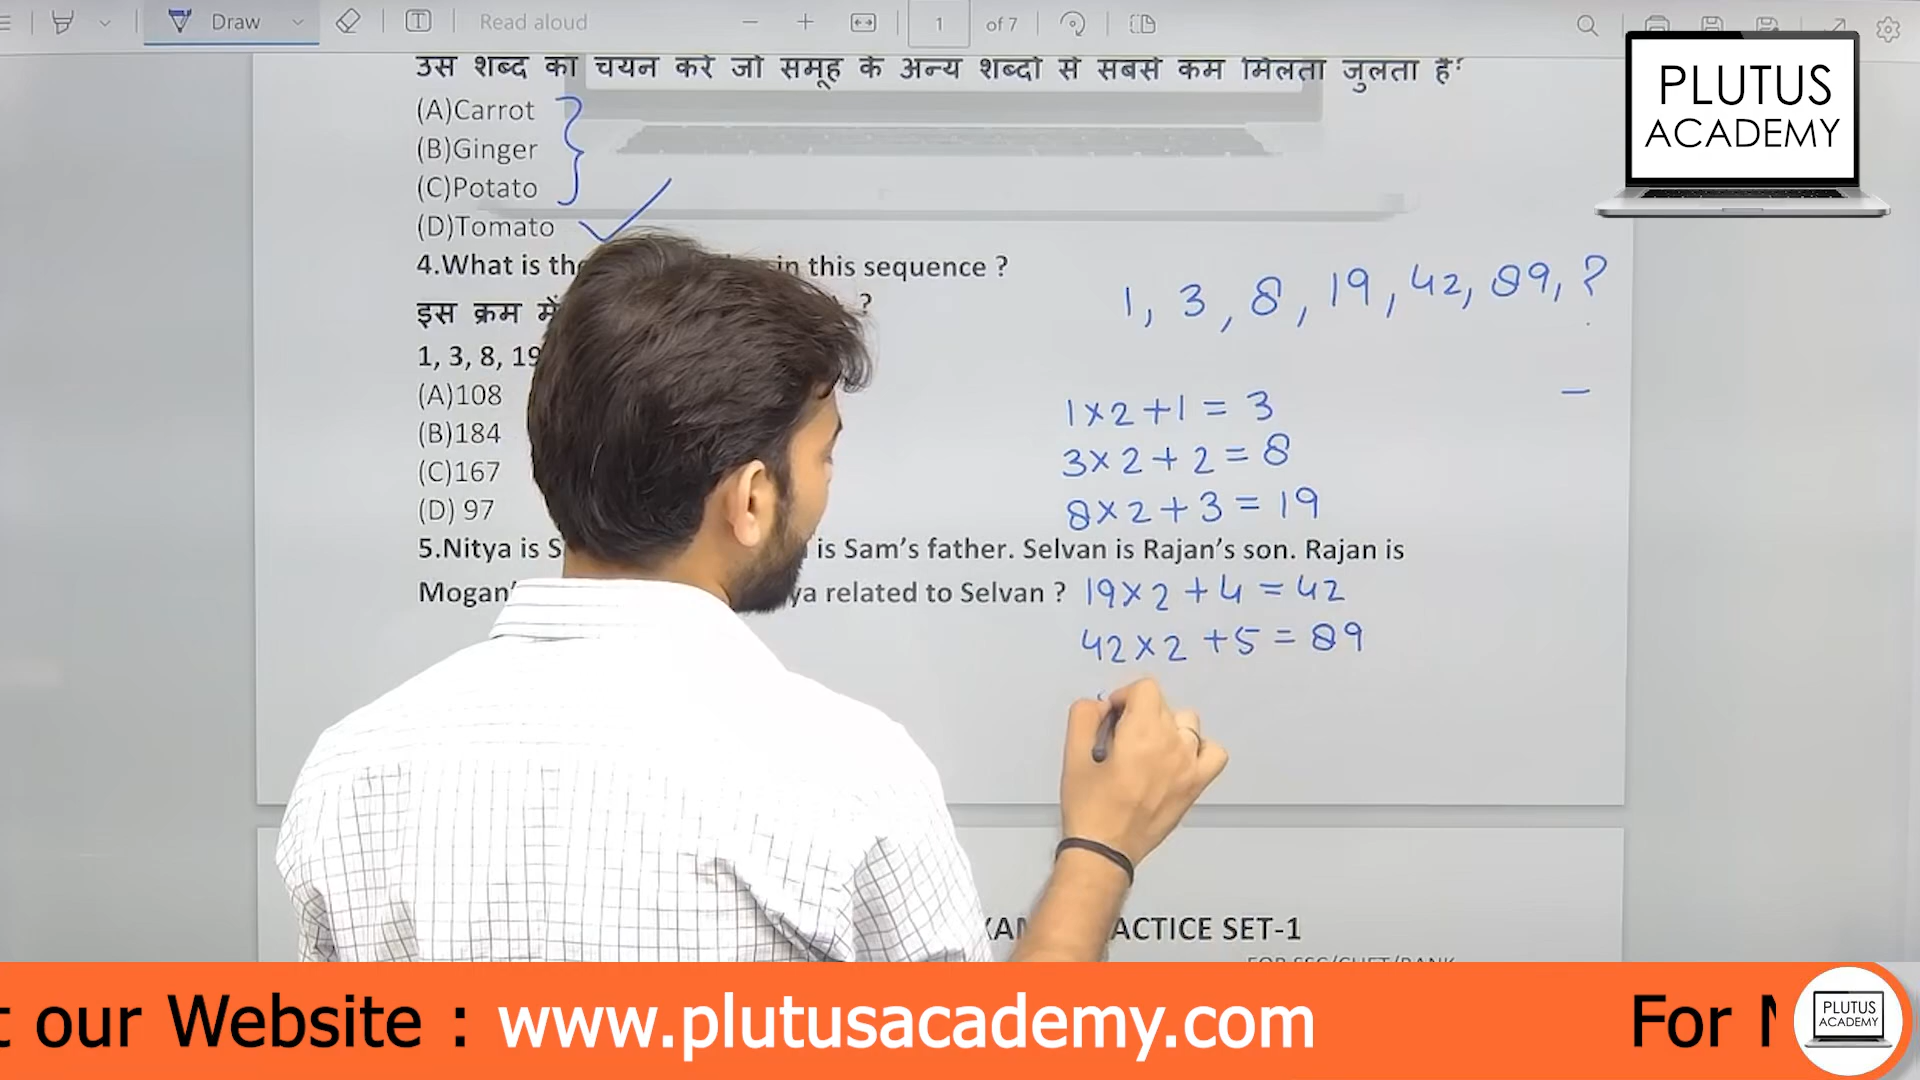 Draw
Read aloud
1 of 7
उस शब्द का चयन करे जो समूह के अन्य शब्दो से सबसे कम मिलता जुलता है?
(A)Carrot
(B)Ginger
(C)Potato
(D)Tomato
PLUTUS
ACADEMY
4.What is the in this sequence ?
1, 3, 8, 19, 42, 89, ?
इस क्रम में ?
1, 3, 8, 19
(A)108
(B)184
(C)167
(D) 97
1×2+1=3
3×2+2=8
8×2+3=19
5.Nitya is is Sam's father. Selvan is Rajan's son. Rajan is
Mogan' related to Selvan ?
19×2+4=42
42×2+5=89
ACTICE SET-1
t our Website : www.plutusacademy.com
For
PLUTUS
ACADEMY